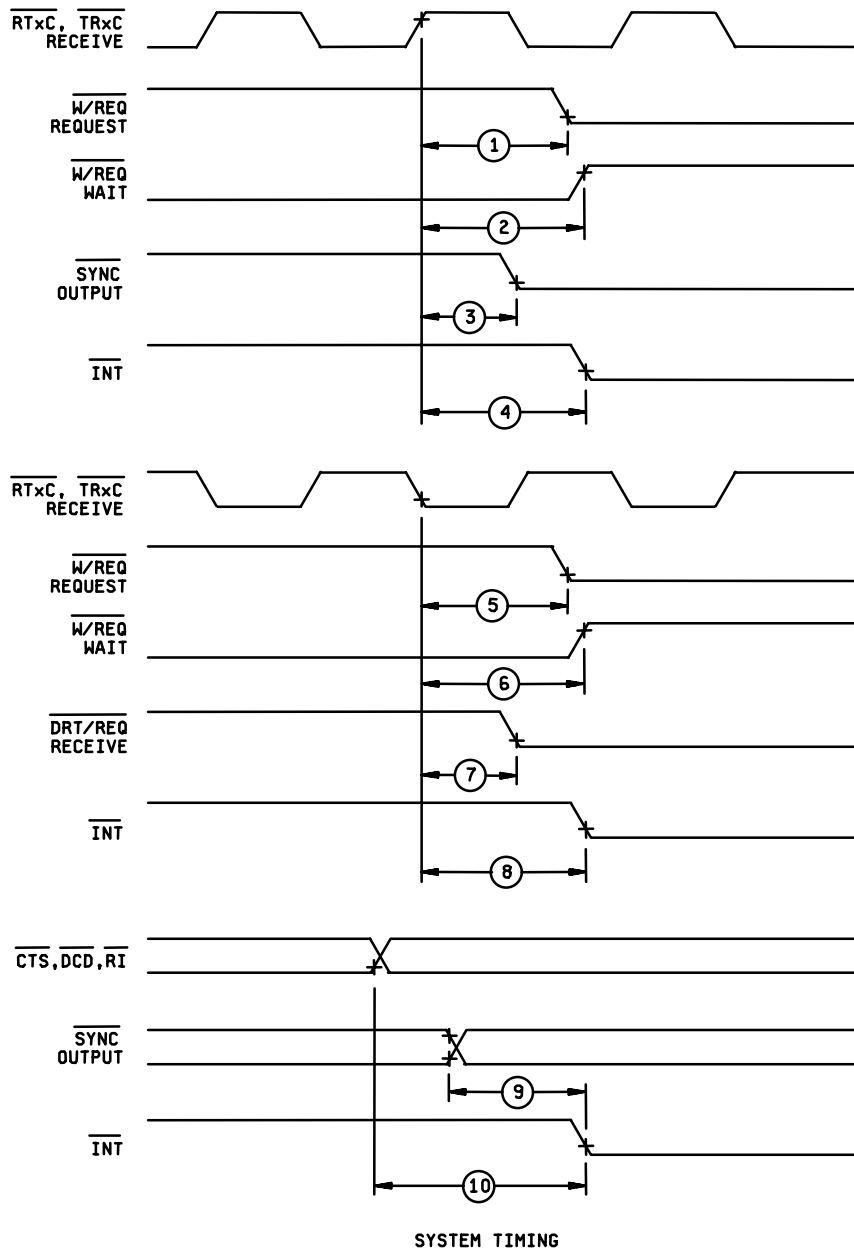 RTxC, TRxC
RECEIVE
W/REQ
REQUEST
1
W/REQ
WAIT
2
SYNC
OUTPUT
3
INT
4
RTxC, TRxC
RECEIVE
W/REQ
REQUEST
5
W/REQ
WAIT
6
DRT/REQ
RECEIVE
7
INT
8
CTS,DCD,RI
SYNC
OUTPUT
9
INT
10
SYSTEM TIMING